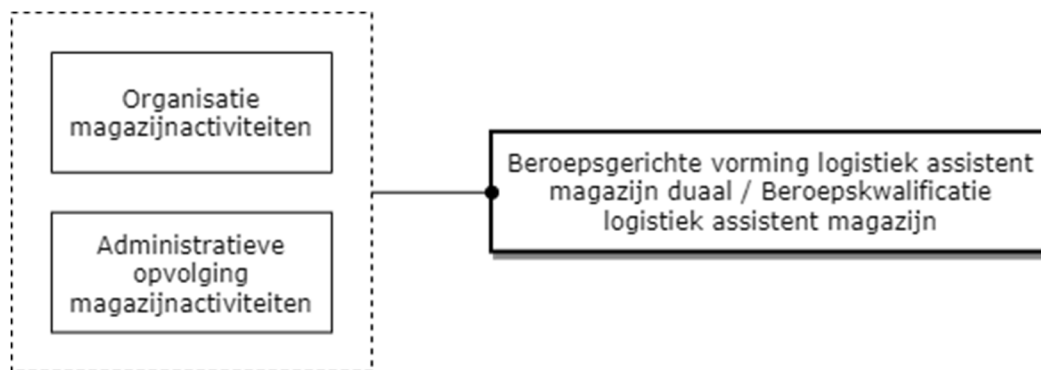 Organisatie
magazijnactiviteiten
Administratieve
opvolging
magazijnactiviteiten
Beroepsgerichte vorming logistiek assistent
magazijn duaal / Beroepskwalificatie
logistiek assistent magazijn